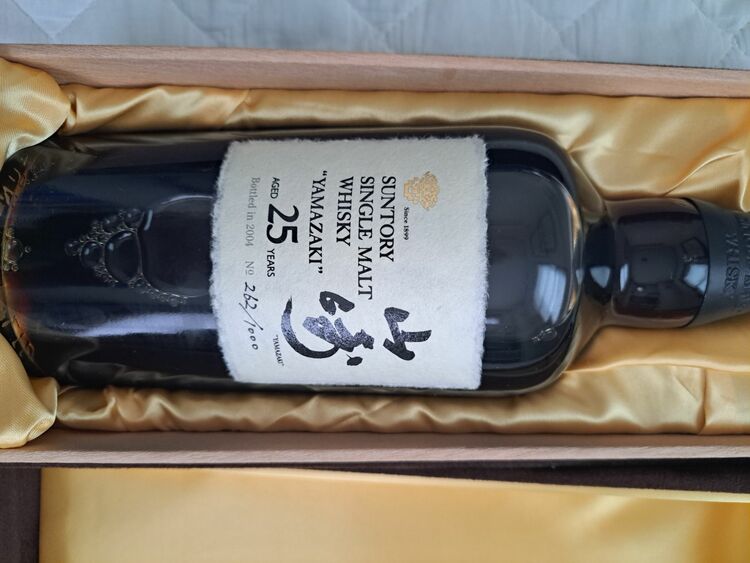 Since 1899
SUNTORY
SINGLE MALT
WHISKY
"YAMAZAKI"
AGED 25 YEARS
Bottled in 2004 No 262/1000
山崎
"YAMAZAKI"